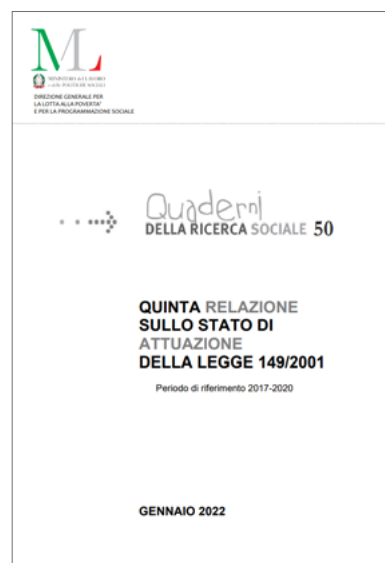 ML
MINISTERO del LAVORO
e delle POLITICHE SOCIALI
DIREZIONE GENERALE PER
LA LOTTA ALLA POVERTA'
E PER LA PROGRAMMAZIONE SOCIALE
Quaderni
DELLA RICERCA SOCIALE 50
QUINTA RELAZIONE
SULLO STATO DI
ATTUAZIONE
DELLA LEGGE 149/2001
Periodo di riferimento 2017-2020
GENNAIO 2022